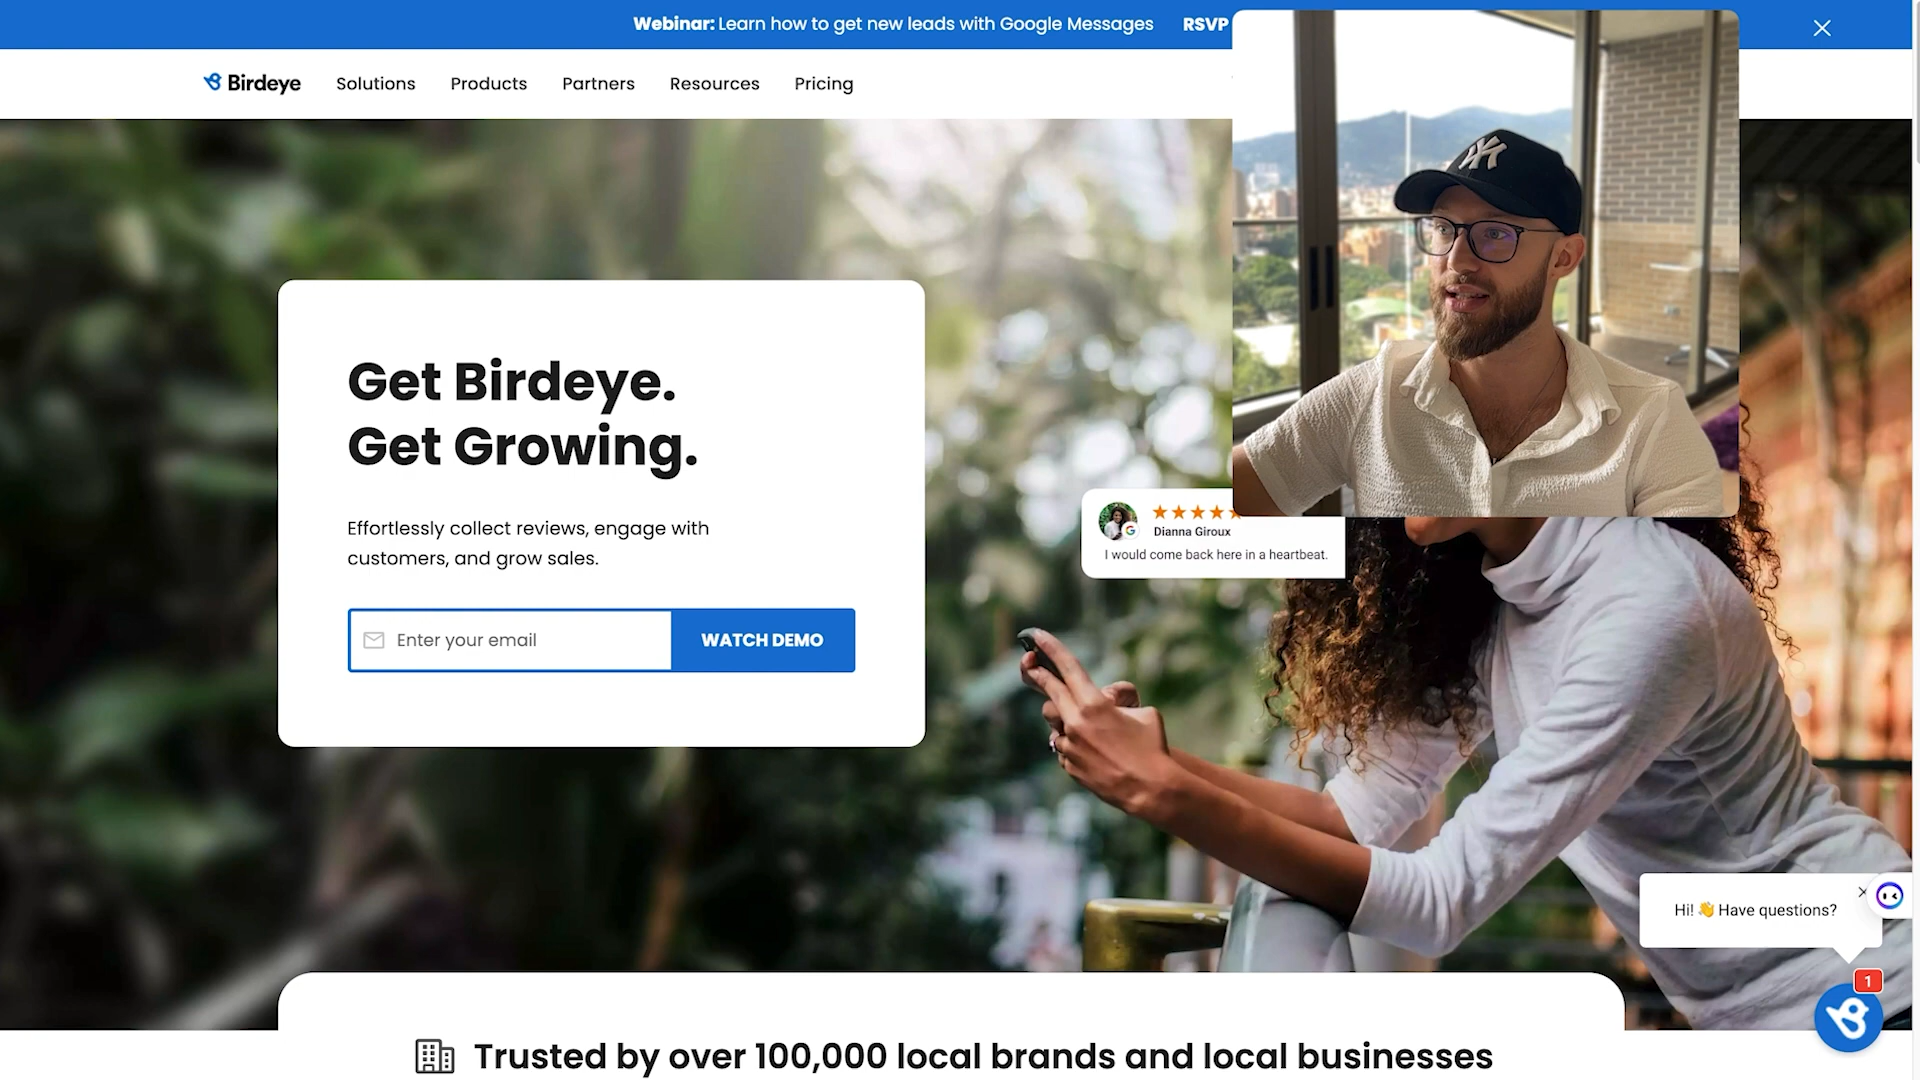 Webinar: Learn how to get new leads with Google Messages RSVP
Birdeye Solutions Products Partners Resources Pricing
Get Birdeye.
Get Growing.
Effortlessly collect reviews, engage with
customers, and grow sales.
Enter your email WATCH DEMO
Dianna Giroux
I would come back here in a heartbeat.
Hi! 👋 Have questions?
1
Trusted by over 100,000 local brands and local businesses